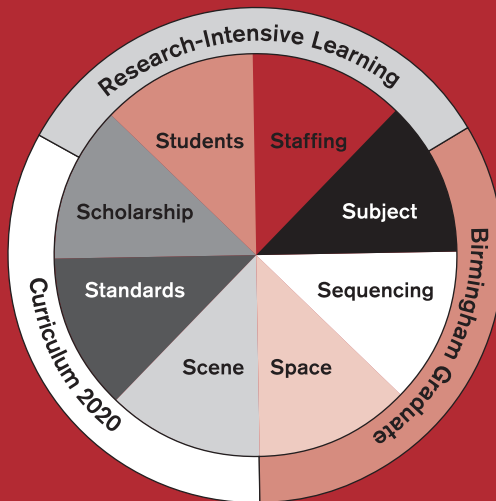 Research-Intensive Learning
Students
Staffing
Scholarship
Subject
Standards
Sequencing
Scene
Space
Curriculum 2020
Birmingham Graduate